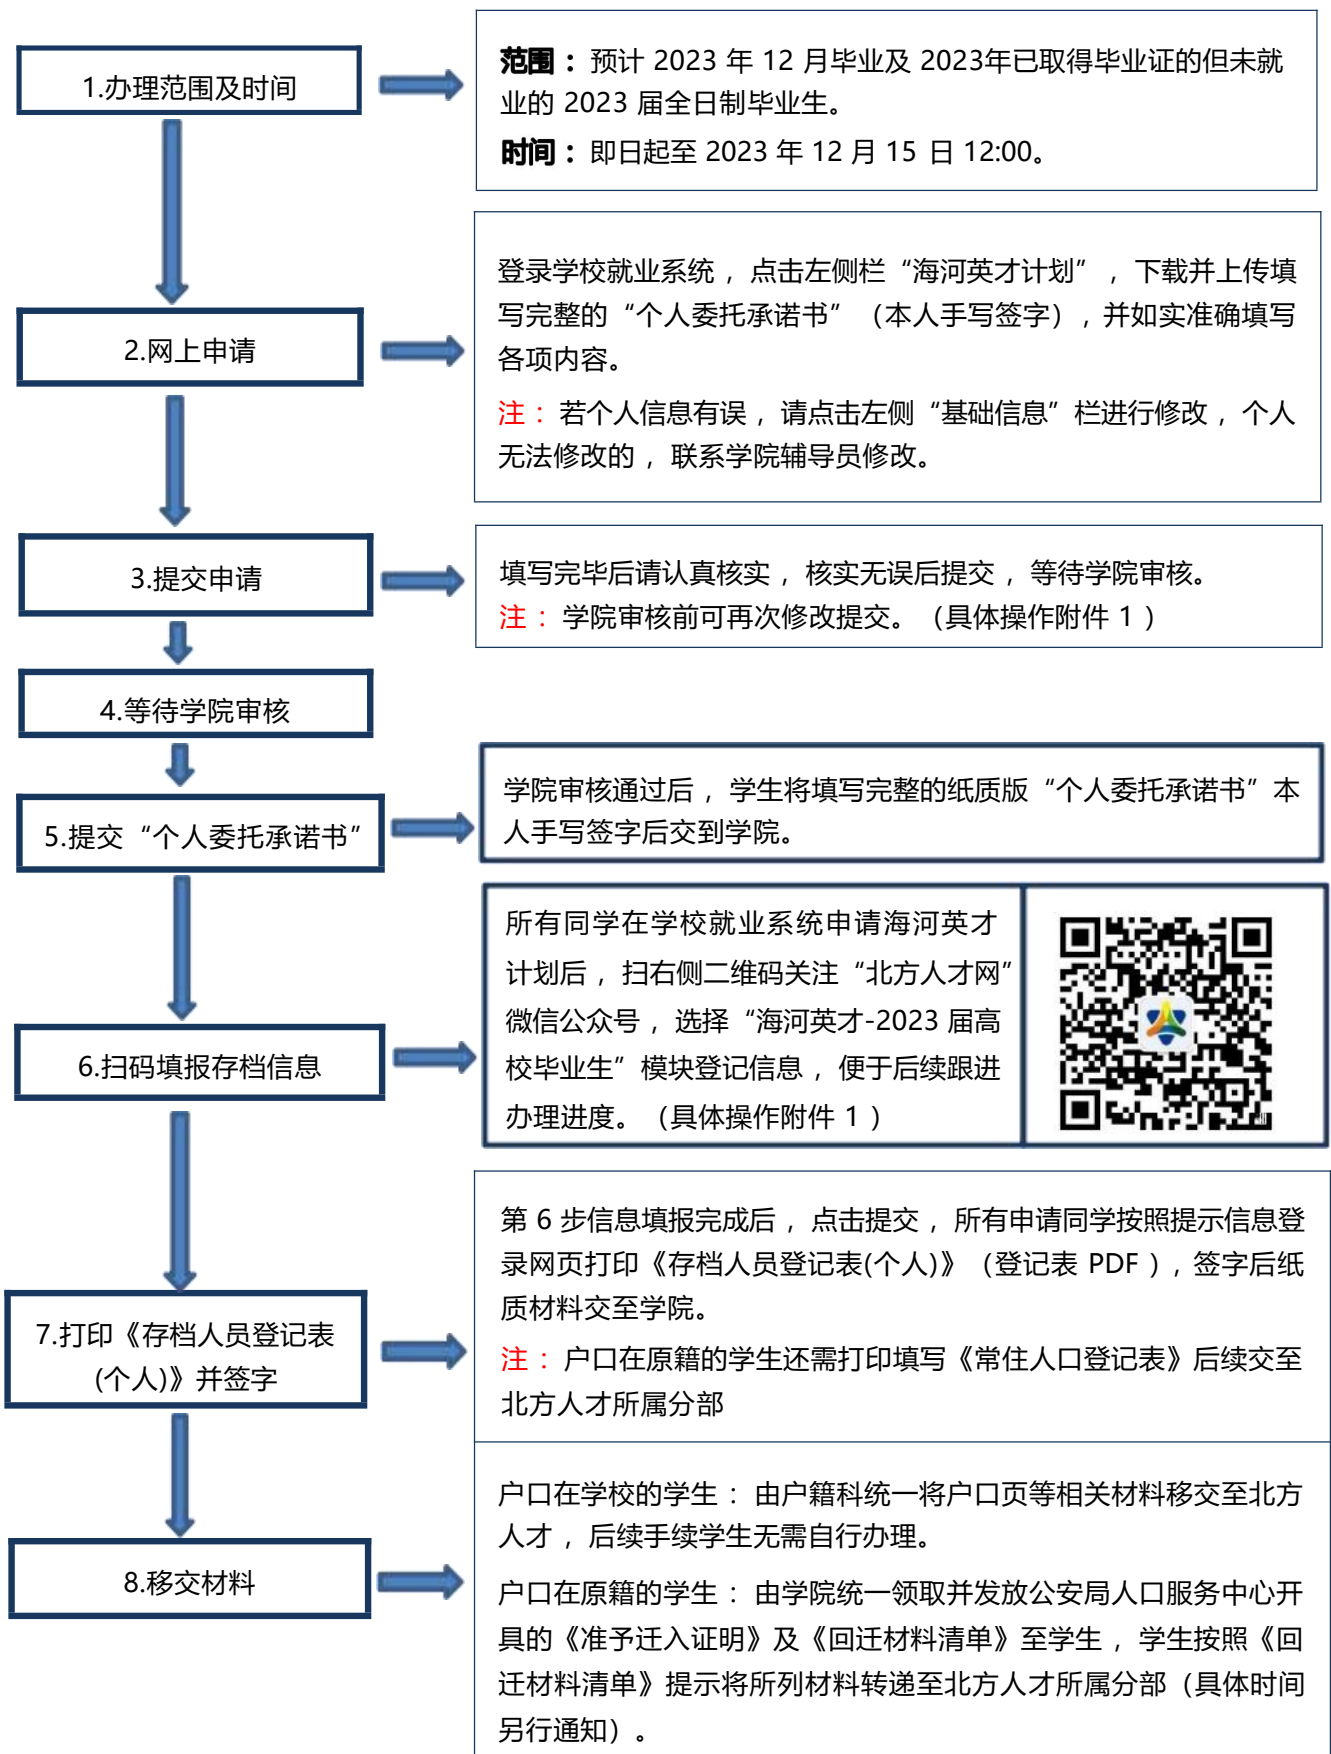 1.办理范围及时间
范围：预计 2023 年 12 月毕业及 2023年已取得毕业证的但未就
业的 2023 届全日制毕业生。
时间：即日起至 2023 年 12 月 15 日 12:00。
2.网上申请
登录学校就业系统，点击左侧栏“海河英才计划”，下载并上传填
写完整的“个人委托承诺书”（本人手写签字），并如实准确填写
各项内容。
注：若个人信息有误，请点击左侧“基础信息”栏进行修改，个人
无法修改的，联系学院辅导员修改。
3.提交申请
填写完毕后请认真核实，核实无误后提交，等待学院审核。
注：学院审核前可再次修改提交。（具体操作附件 1）
4.等待学院审核
5.提交“个人委托承诺书”
学院审核通过后，学生将填写完整的纸质版“个人委托承诺书”本
人手写签字后交到学院。
6.扫码填报存档信息
所有同学在学校就业系统申请海河英才
计划后，扫右侧二维码关注“北方人才网”
微信公众号，选择“海河英才-2023 届高
校毕业生”模块登记信息，便于后续跟进
办理进度。（具体操作附件 1）
7.打印《存档人员登记表
(个人)》并签字
第 6 步信息填报完成后，点击提交，所有申请同学按照提示信息登
录网页打印《存档人员登记表(个人)》（登记表 PDF），签字后纸
质材料交至学院。
注：户口在原籍的学生还需打印填写《常住人口登记表》后续交至
北方人才所属分部
8.移交材料
户口在学校的学生：由户籍科统一将户口页等相关材料移交至北方
人才，后续手续学生无需自行办理。
户口在原籍的学生：由学院统一领取并发放公安局人口服务中心开
具的《准予迁入证明》及《回迁材料清单》至学生，学生按照《回
迁材料清单》提示将所列材料转递至北方人才所属分部（具体时间
另行通知）。